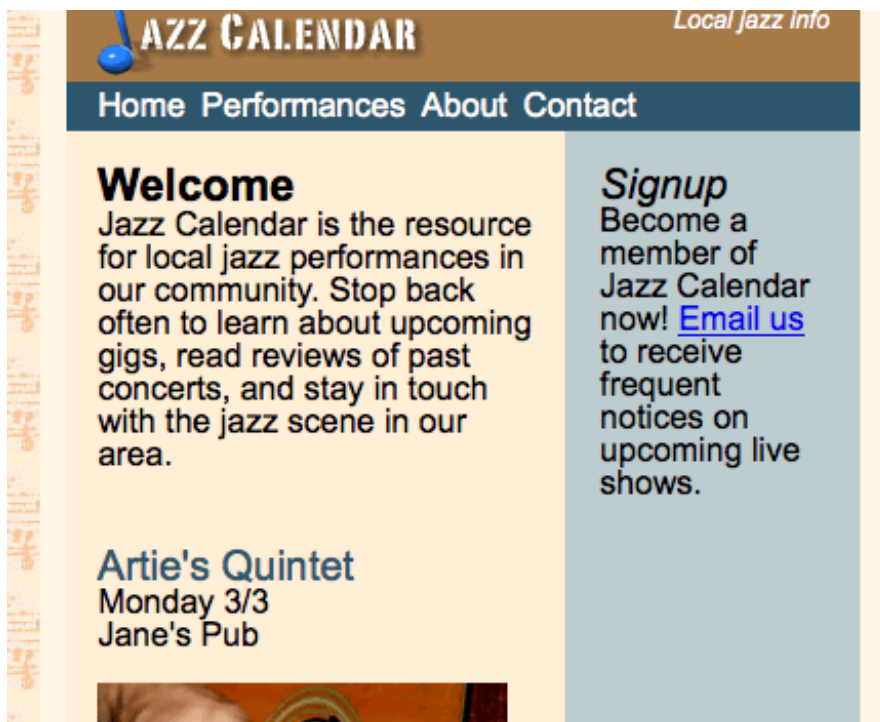 AZZ CALENDAR
Local jazz info
Home Performances About Contact
Welcome
Jazz Calendar is the resource
for local jazz performances in
our community. Stop back
often to learn about upcoming
gigs, read reviews of past
concerts, and stay in touch
with the jazz scene in our
area.
Artie's Quintet
Monday 3/3
Jane's Pub
Signup
Become a
member of
Jazz Calendar
now! Email us
to receive
frequent
notices on
upcoming live
shows.